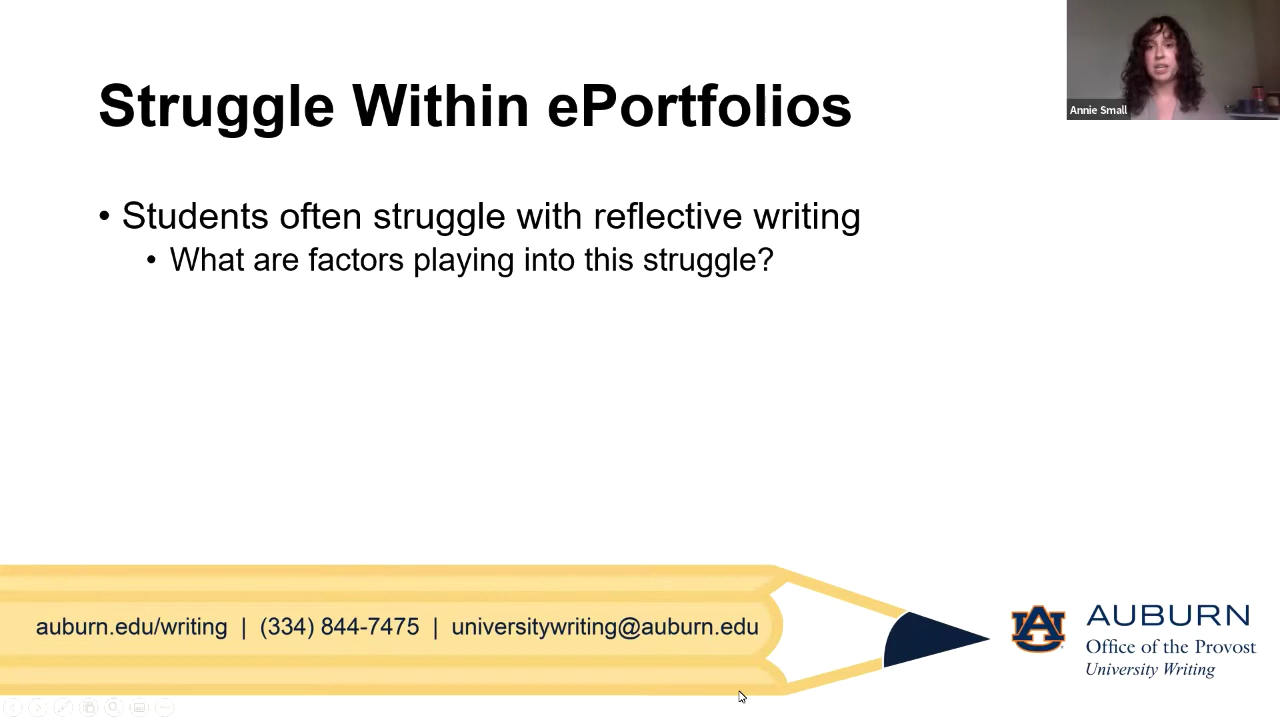 Struggle Within ePortfolios
Annie Small
• Students often struggle with reflective writing
• What are factors playing into this struggle?
auburn.edu/writing | (334) 844-7475 | universitywriting@auburn.edu
AUBURN
Office of the Provost
University Writing